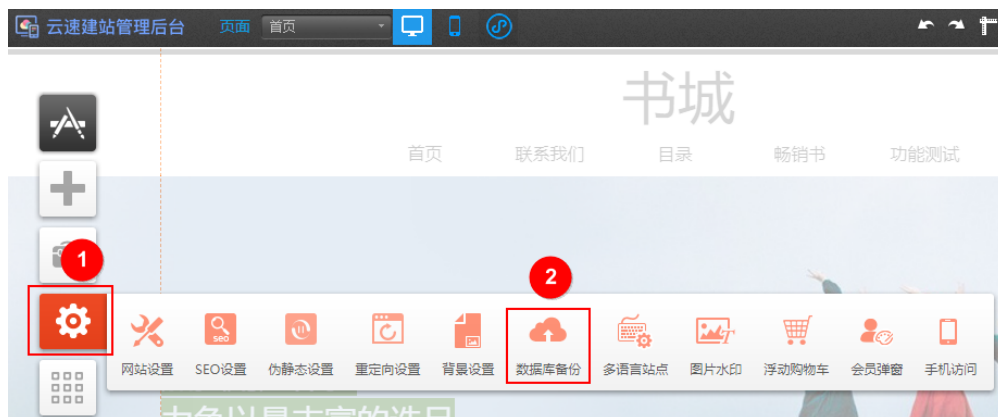 云速建站管理后台 页面 首页
书城
首页 联系我们 目录 畅销书 功能测试
1
2
seo
网站设置 SEO设置 伪静态设置 重定向设置 背景设置 数据库备份 多语言站点 图片水印 浮动购物车 会员弹窗 手机访问